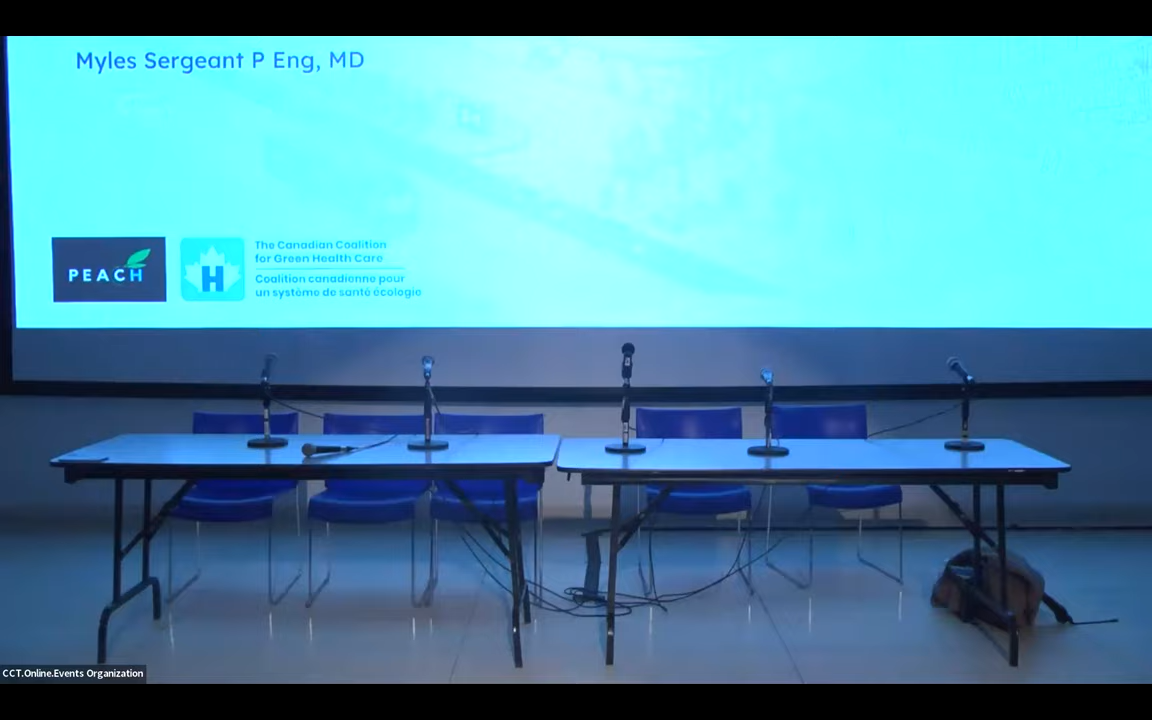 Myles Sergeant P Eng, MD
PEACH
H
The Canadian Coalition
for Green Health Care
Coalition canadienne pour
un système de santé écologie
CCT.Online.Events Organization